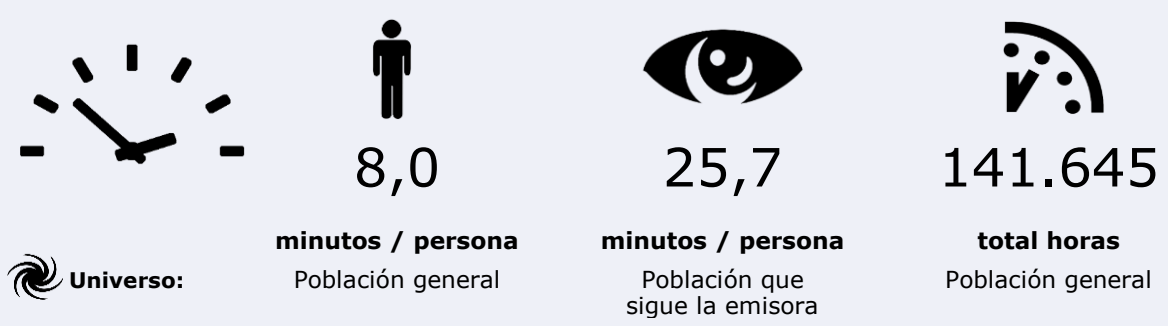 8,0
25,7
141.645
minutos / persona
minutos / persona
total horas
Universo:
Población general
Población que
sigue la emisora
Población general